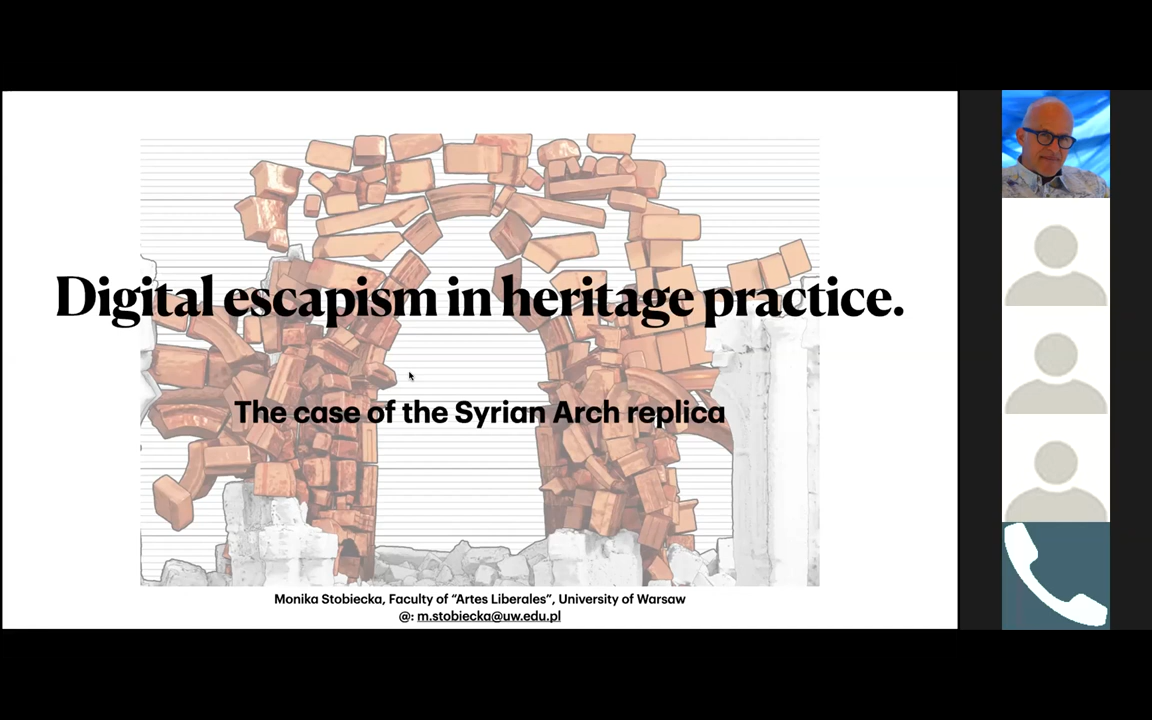 Digital escapism in heritage practice.
The case of the Syrian Arch replica
Monika Stobiecka, Faculty of “Artes Liberales”, University of Warsaw
@: m.stobiecka@uw.edu.pl